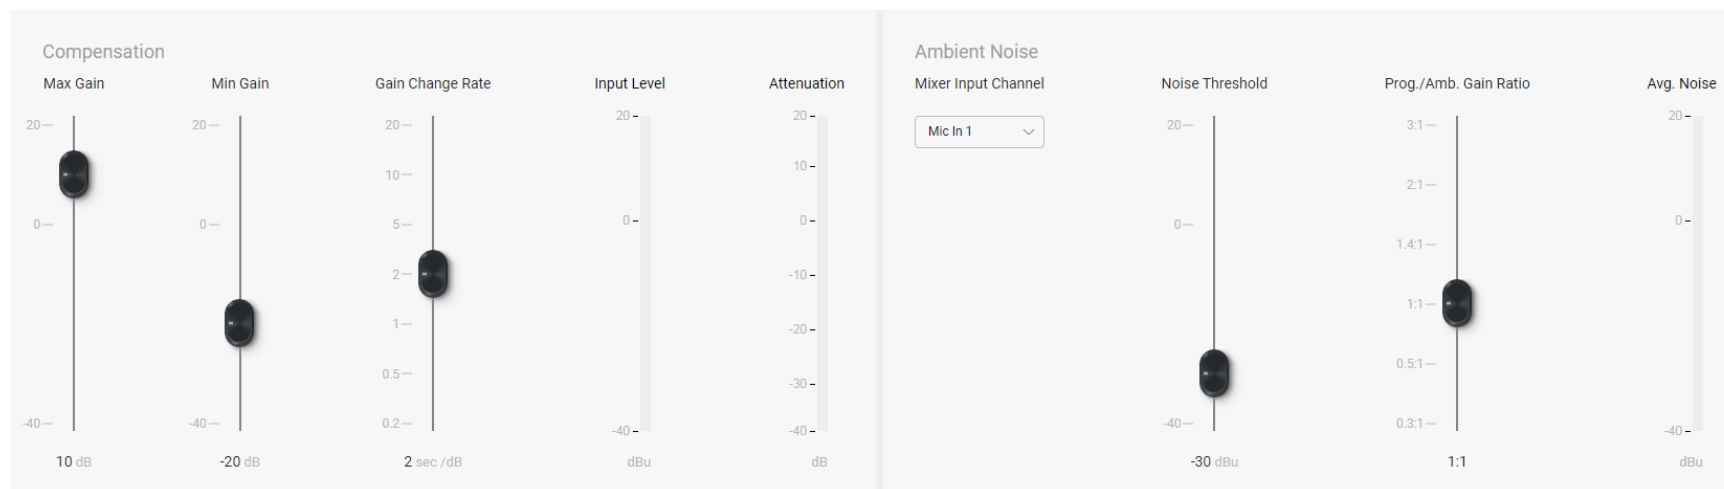 Compensation
Max Gain
20
0
-40
10 dB
Min Gain
20
0
-40
-20 dB
Gain Change Rate
20
10
5
2
1
0.5
0.2
2 sec /dB
Input Level
20
0
-40
dBu
Attenuation
20
10
0
-10
-20
-30
-40
dB
Ambient Noise
Mixer Input Channel
Mic In 1
Noise Threshold
20
0
-40
-30 dBu
Prog./Amb. Gain Ratio
3:1
2:1
1.4:1
1:1
0.5:1
0.3:1
1:1
Avg. Noise
20
0
-40
dBu